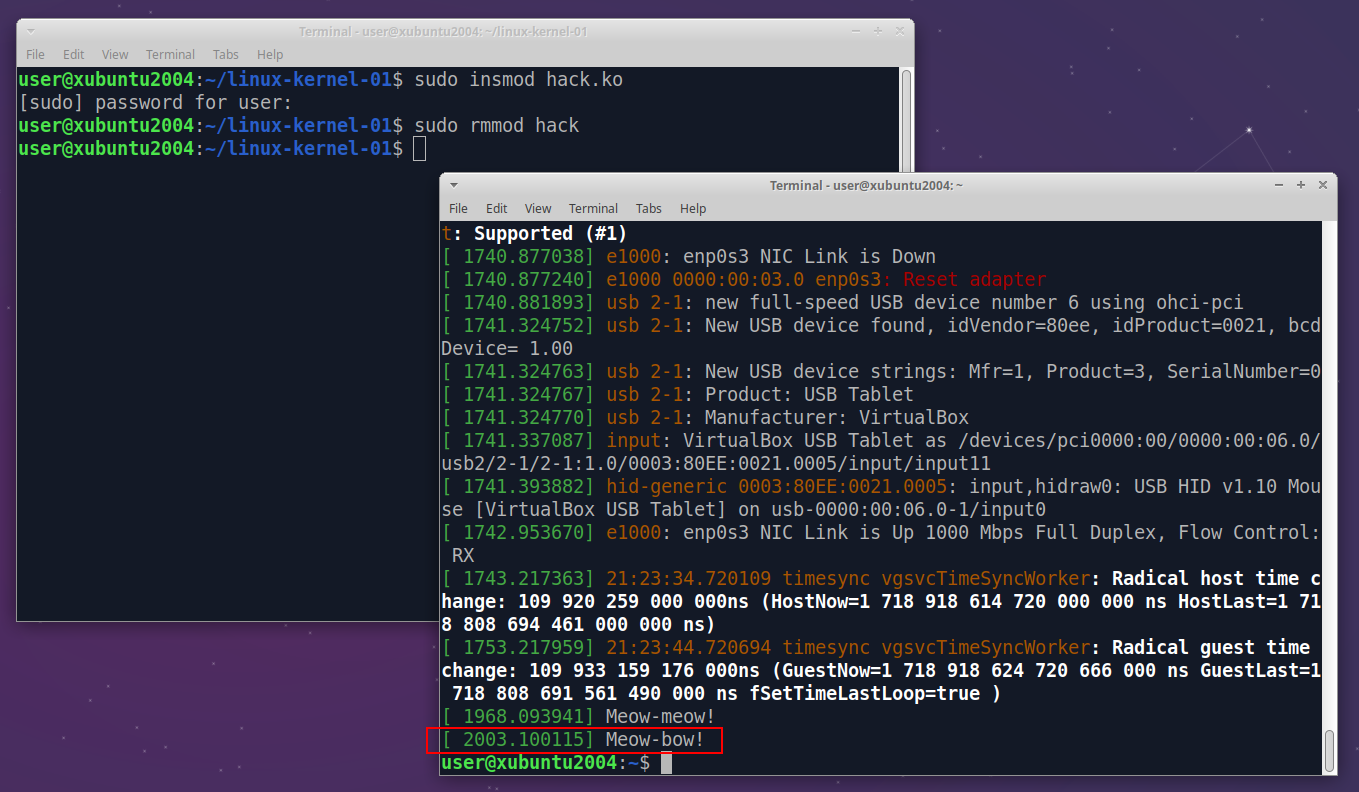 Terminal - user@xubuntu2004: ~/linux-kernel-01
File Edit View Terminal Tabs Help
user@xubuntu2004:~/linux-kernel-01$ sudo insmod hack.ko
[sudo] password for user:
user@xubuntu2004:~/linux-kernel-01$ sudo rmmod hack
user@xubuntu2004:~/linux-kernel-01$
Terminal - user@xubuntu2004: ~
File Edit View Terminal Tabs Help
t: Supported (#1)
[ 1740.877038] e1000: enp0s3 NIC Link is Down
[ 1740.877240] e1000 0000:00:03.0 enp0s3: Reset adapter
[ 1740.881893] usb 2-1: new full-speed USB device number 6 using ohci-pci
[ 1741.324752] usb 2-1: New USB device found, idVendor=80ee, idProduct=0021, bcd
Device= 1.00
[ 1741.324763] usb 2-1: New USB device strings: Mfr=1, Product=3, SerialNumber=0
[ 1741.324767] usb 2-1: Product: USB Tablet
[ 1741.324770] usb 2-1: Manufacturer: VirtualBox
[ 1741.337087] input: VirtualBox USB Tablet as /devices/pci0000:00/0000:00:06.0/
usb2/2-1/2-1:1.0/0003:80EE:0021.0005/input/input11
[ 1741.393882] hid-generic 0003:80EE:0021.0005: input,hidraw0: USB HID v1.10 Mou
se [VirtualBox USB Tablet] on usb-0000:00:06.0-1/input0
[ 1742.953670] e1000: enp0s3 NIC Link is Up 1000 Mbps Full Duplex, Flow Control:
RX
[ 1743.217363] 21:23:34.720109 timesync vgsvcTimeSyncWorker: Radical host time c
hange: 109 920 259 000 000ns (HostNow=1 718 918 614 720 000 000 ns HostLast=1 71
8 808 694 461 000 000 ns)
[ 1753.217959] 21:23:44.720694 timesync vgsvcTimeSyncWorker: Radical guest time
change: 109 933 159 176 000ns (GuestNow=1 718 918 624 720 666 000 ns GuestLast=1
718 808 691 561 490 000 ns fSetTimeLastLoop=true )
[ 1968.093941] Meow-meow!
[ 2003.100115] Meow-bow!
user@xubuntu2004:~$